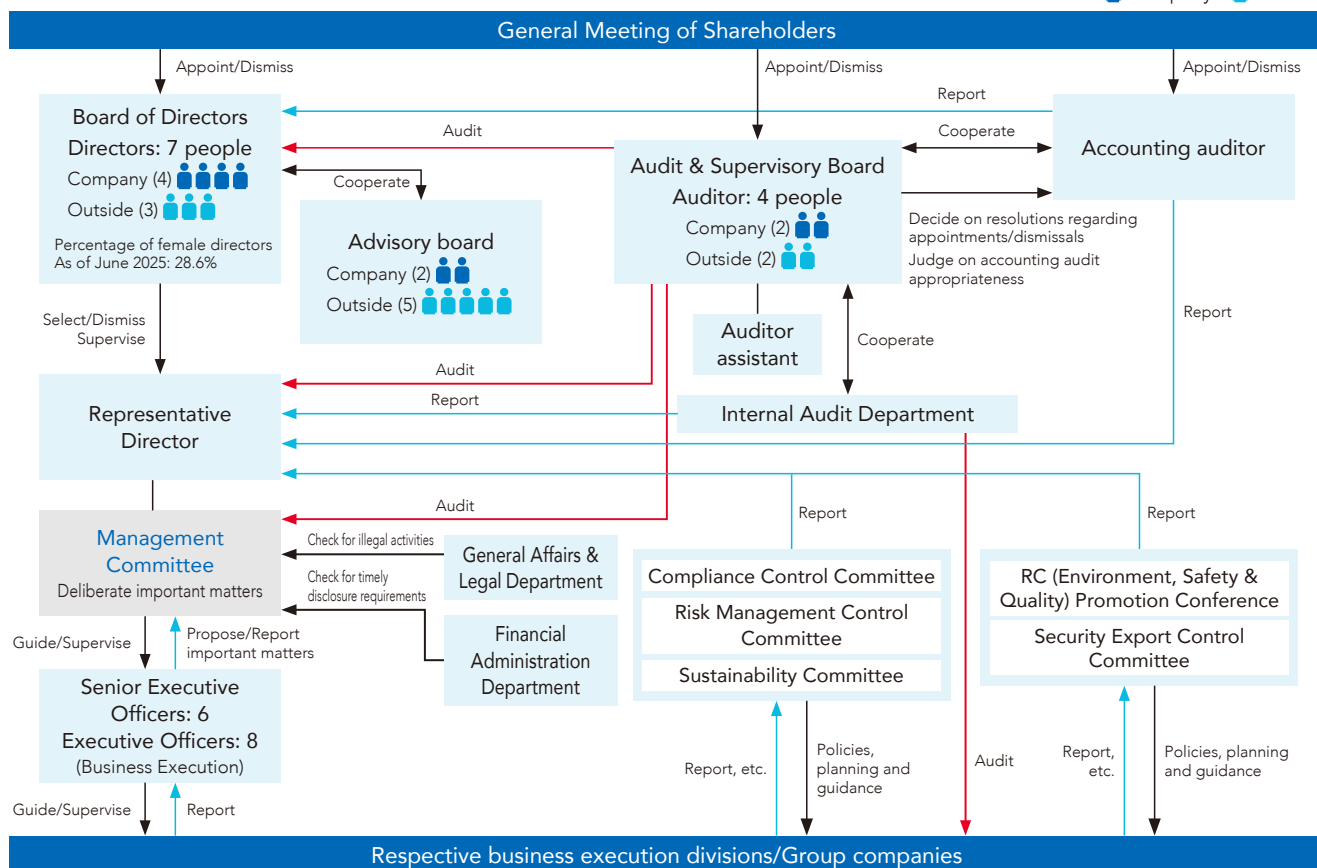 General Meeting of Shareholders
Appoint/Dismiss
Appoint/Dismiss
Appoint/Dismiss
Board of Directors
Directors: 7 people
Company (4)
Outside (3)
Percentage of female directors
As of June 2025: 28.6%
Report
Audit
Cooperate
Cooperate
Accounting auditor
Audit & Supervisory Board
Auditor: 4 people
Company (2)
Outside (2)
Advisory board
Company (2)
Outside (5)
Decide on resolutions regarding
appointments/dismissals
Judge on accounting audit
appropriateness
Select/Dismiss
Supervise
Auditor
assistant
Cooperate
Report
Audit
Report
Representative
Director
Internal Audit Department
Audit
Report
Report
Management
Committee
Deliberate important matters
Check for illegal activities
General Affairs &
Legal Department
Check for timely
disclosure requirements
Financial
Administration
Department
Compliance Control Committee
Risk Management Control
Committee
Sustainability Committee
RC (Environment, Safety &
Quality) Promotion Conference
Security Export Control
Committee
Guide/Supervise
Propose/Report
important matters
Senior Executive
Officers: 6
Executive Officers: 8
(Business Execution)
Report, etc.
Policies,
planning and
guidance
Audit
Report,
etc.
Policies, planning
and guidance
Guide/Supervise
Report
Respective business execution divisions/Group companies